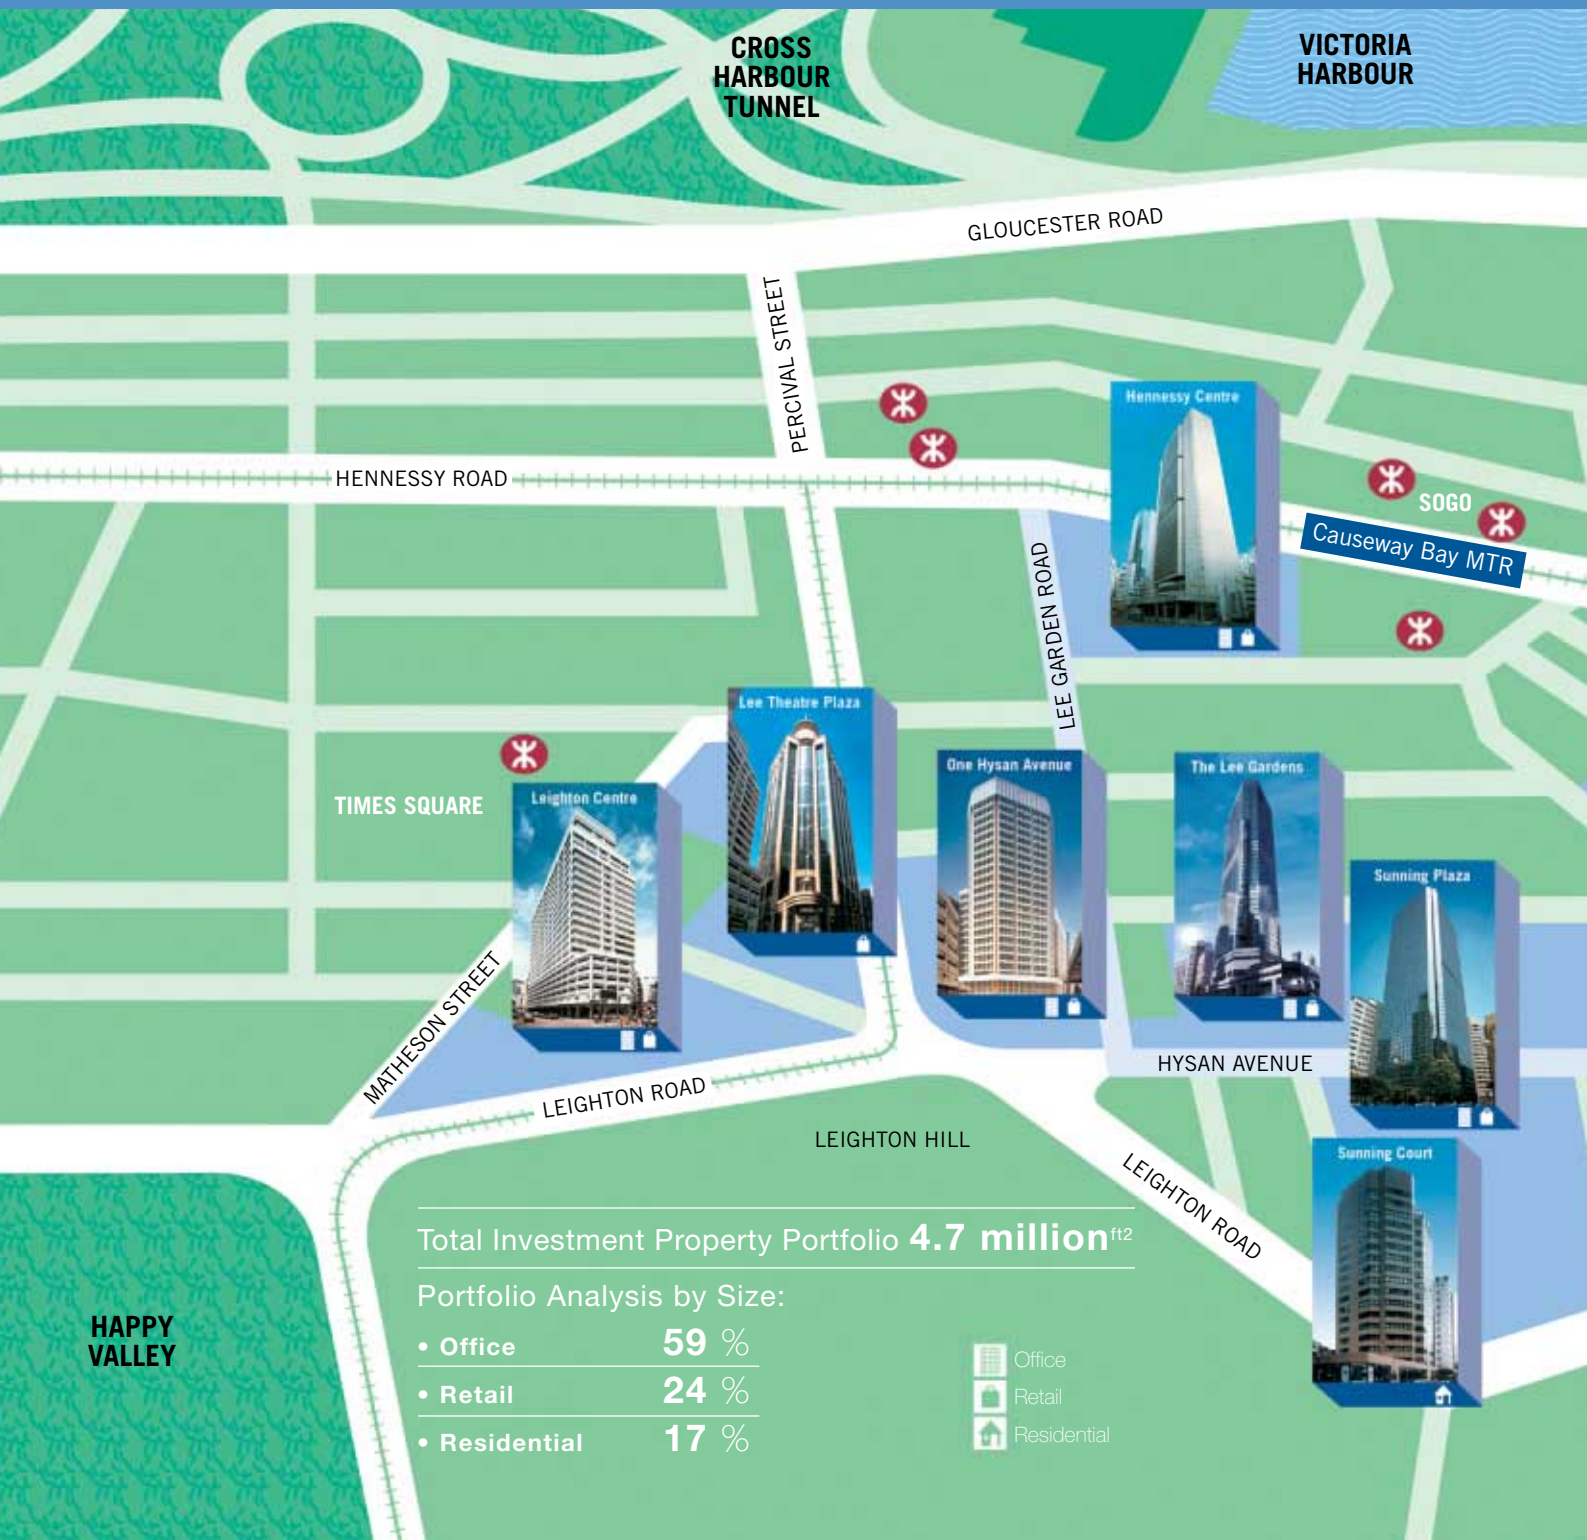 CROSS
HARBOUR
TUNNEL
VICTORIA
HARBOUR
GLOUCESTER ROAD
PERCIVAL STREET
Hennessy Centre
HENNESSY ROAD
SOGO
Causeway Bay MTR
LEE GARDEN ROAD
Lee Theatre Plaza
One Hysan Avenue
The Lee Gardens
TIMES SQUARE
Leighton Centre
Sunning Plaza
MATHESON STREET
HYSAN AVENUE
LEIGHTON ROAD
LEIGHTON HILL
Sunning Court
LEIGHTON ROAD
Total Investment Property Portfolio 4.7 million ft2
Portfolio Analysis by Size:
• Office 59 %
• Retail 24 %
• Residential 17 %
Office
Retail
Residential
HAPPY
VALLEY